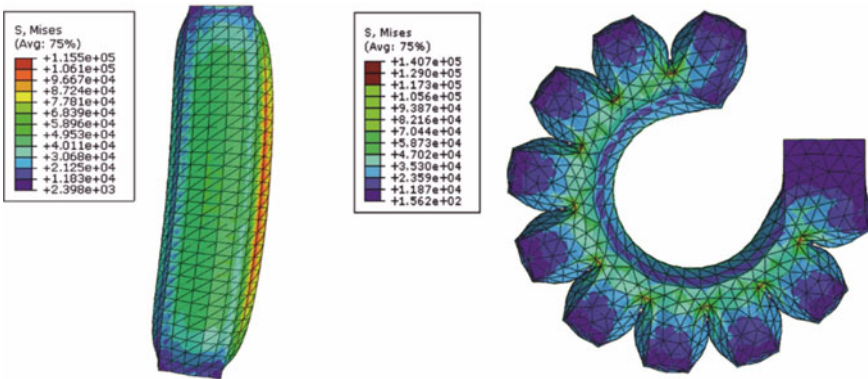 S, Mises
(Avg: 75%)
+1.155e+05
+1.061e+05
+9.667e+04
+8.724e+04
+7.781e+04
+6.839e+04
+5.896e+04
+4.953e+04
+4.011e+04
+3.068e+04
+2.125e+04
+1.183e+04
+2.398e+03
S, Mises
(Avg: 75%)
+1.407e+05
+1.290e+05
+1.173e+05
+1.056e+05
+9.387e+04
+8.216e+04
+7.044e+04
+5.873e+04
+4.702e+04
+3.530e+04
+2.359e+04
+1.187e+04
+1.562e+02